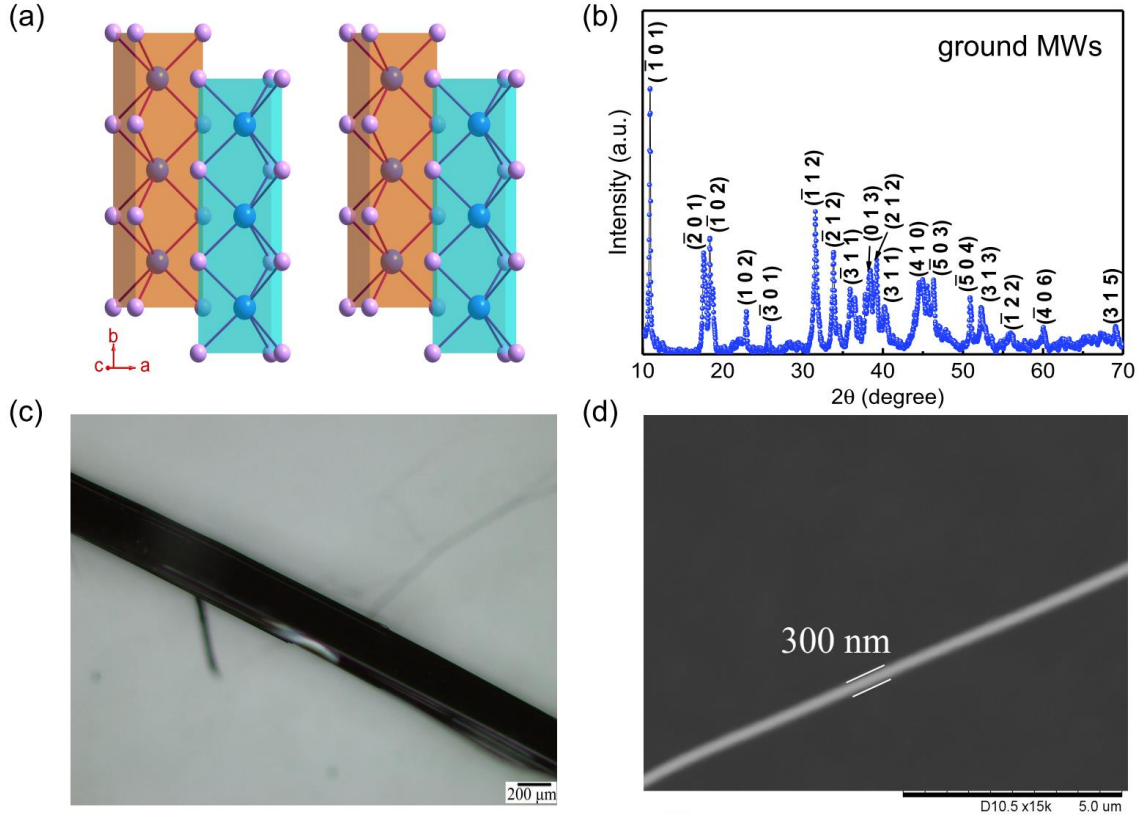 (a)
b
c
a
(b)
ground MWs
Intensity (a.u.)
(1̅ 0 1)
(2̅ 0 1)
(1̅ 0 2)
(1 0 2)
(3̅ 0 1)
(1̅ 1 2)
(2̅ 1 2)
(3̅ 1 1)
(0 1 3)
(2 1 2)
(3 1 1)
(4 1 0)
(5̅ 0 3)
(5̅ 0 4)
(3 1 3)
(1̅ 2 2)
(4̅ 0 6)
(3 1 5)
10 20 30 40 50 60 70
2θ (degree)
(c)
200 μm
(d)
300 nm
D10.5 x15k 5.0 um